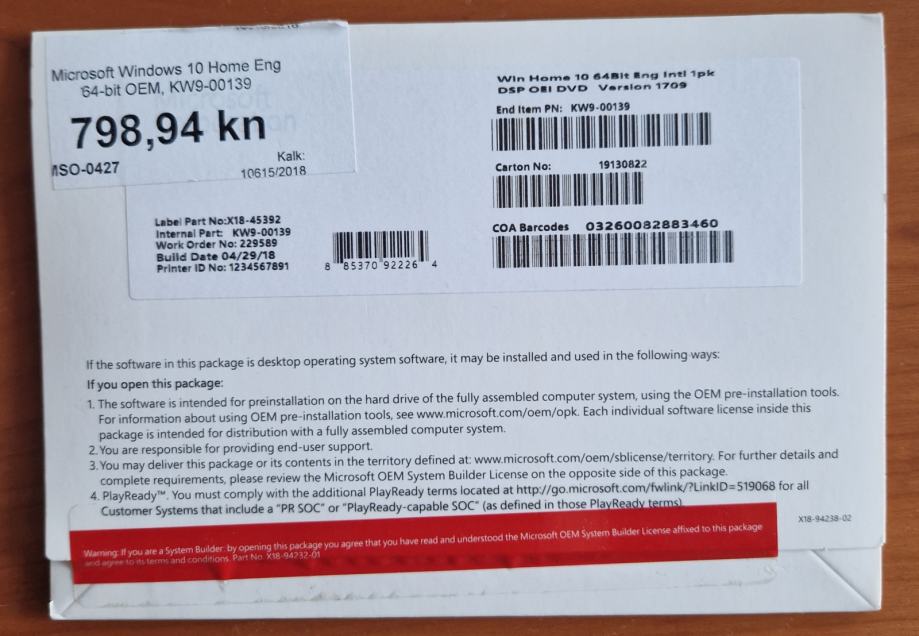 Microsoft Windows 10 Home Eng
64-bit OEM, KW9-00139
798,94 kn
MSO-0427
Kalk:
10615/2018
Win Home 10 64Bit Eng Intl 1pk
DSP OEI DVD Version 1709
End Item PN: KW9-00139
Carton No: 19130822
COA Barcodes 03260082883460
Label Part No:X18-45392
Internal Part: KW9-00139
Work Order No: 229589
Build Date 04/29/18
Printer ID No: 1234567891
8 85370 92226 4
If the software in this package is desktop operating system software, it may be installed and used in the following ways:
If you open this package:
1. The software is intended for preinstallation on the hard drive of the fully assembled computer system, using the OEM pre-installation tools.
For information about using OEM pre-installation tools, see www.microsoft.com/oem/opk. Each individual software license inside this
package is intended for distribution with a fully assembled computer system.
2. You are responsible for providing end-user support.
3. You may deliver this package or its contents in the territory defined at: www.microsoft.com/oem/sblicense/territory. For further details and
complete requirements, please review the Microsoft OEM System Builder License on the opposite side of this package.
4. PlayReady™. You must comply with the additional PlayReady terms located at http://go.microsoft.com/fwlink/?LinkID=519068 for all
Customer Systems that include a "PR SOC" or "PlayReady-capable SOC" (as defined in those PlayReady terms)
X18-94238-02
Warning: If you are a System Builder: by opening this package you agree that you have read and understood the Microsoft OEM System Builder License affixed to this package
and agree to its terms and conditions. Part No. X18-94232-01